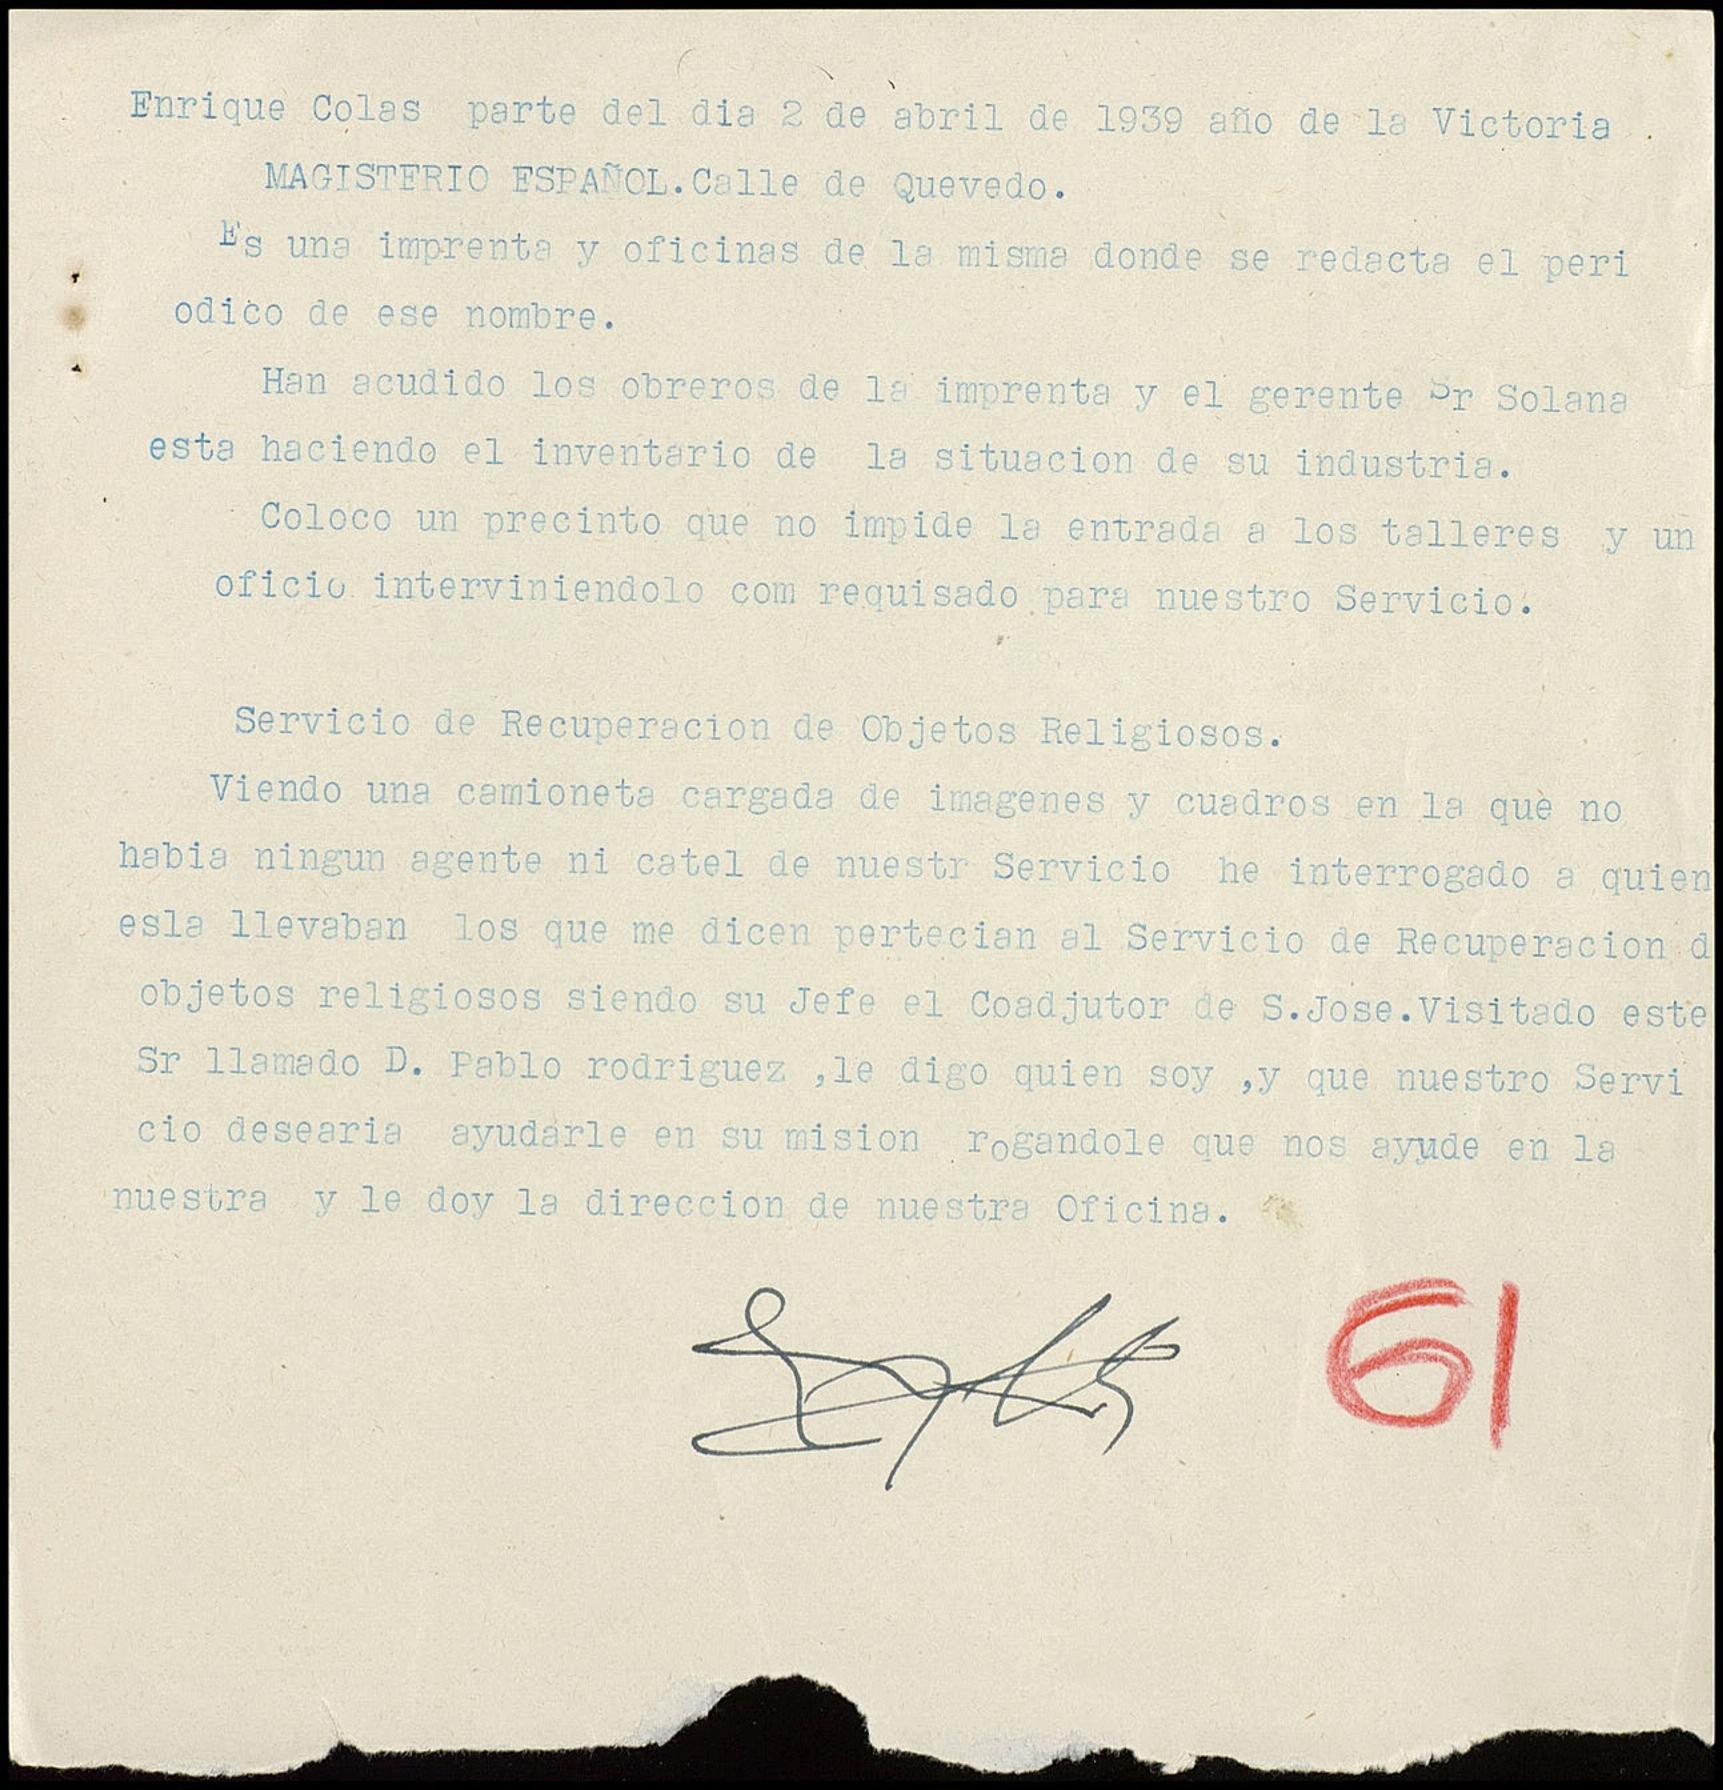 Enrique Colas parte del dia 2 de abril de 1939 año de la Victoria .
MAGISTERIO ESPAÑOL.Calle de Quevedo.
Es una imprenta y oficinas de la misma donde se redacta el peri
odico de ese nombre.
Han acudido los obreros de la imprenta y el gerente Sr Solana
esta haciendo el inventario de la situacion de su industria.
Coloco un precinto que no impide la entrada a los talleres y un
oficio interviniendolo com requisado para nuestro Servicio.
Servicio de Recuperacion de Objetos Religiosos.
Viendo una camioneta cargada de imagenes y cuadros en la que no
habia ningun agente ni catel de nuestr Servicio he interrogado a quien
esla llevaban los que me dicen pertecian al Servicio de Recuperacion d
objetos religiosos siendo su Jefe el Coadjutor de S.Jose.Visitado este
Sr llamado D. Pablo rodriguez ,le digo quien soy ,y que nuestro Servi
cio desearia ayudarle en su mision rogandole que nos ayude en la
nuestra y le doy la direccion de nuestra Oficina.
61